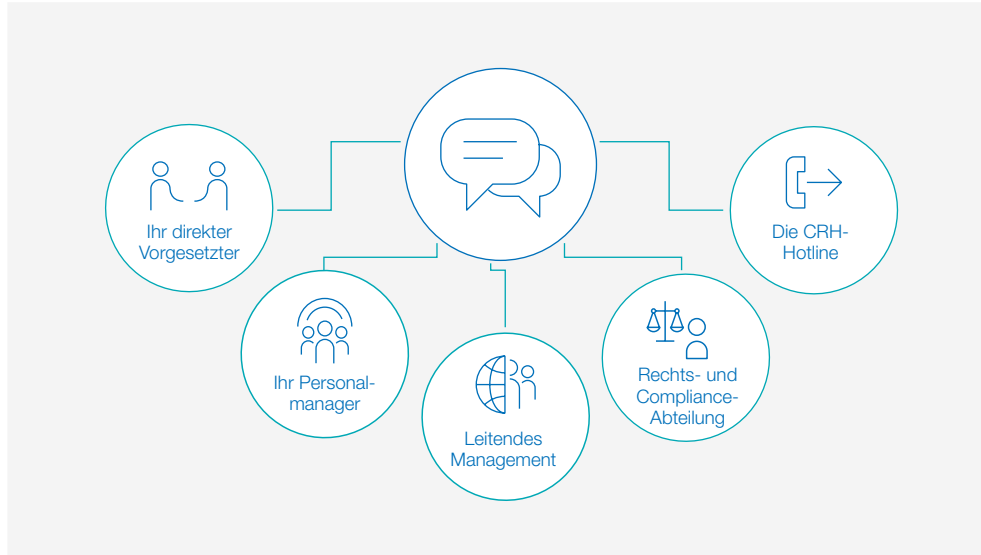 Ihr direkter
Vorgesetzter
Ihr Personal-
manager
Leitendes
Management
Rechts- und
Compliance-
Abteilung
Die CRH-
Hotline